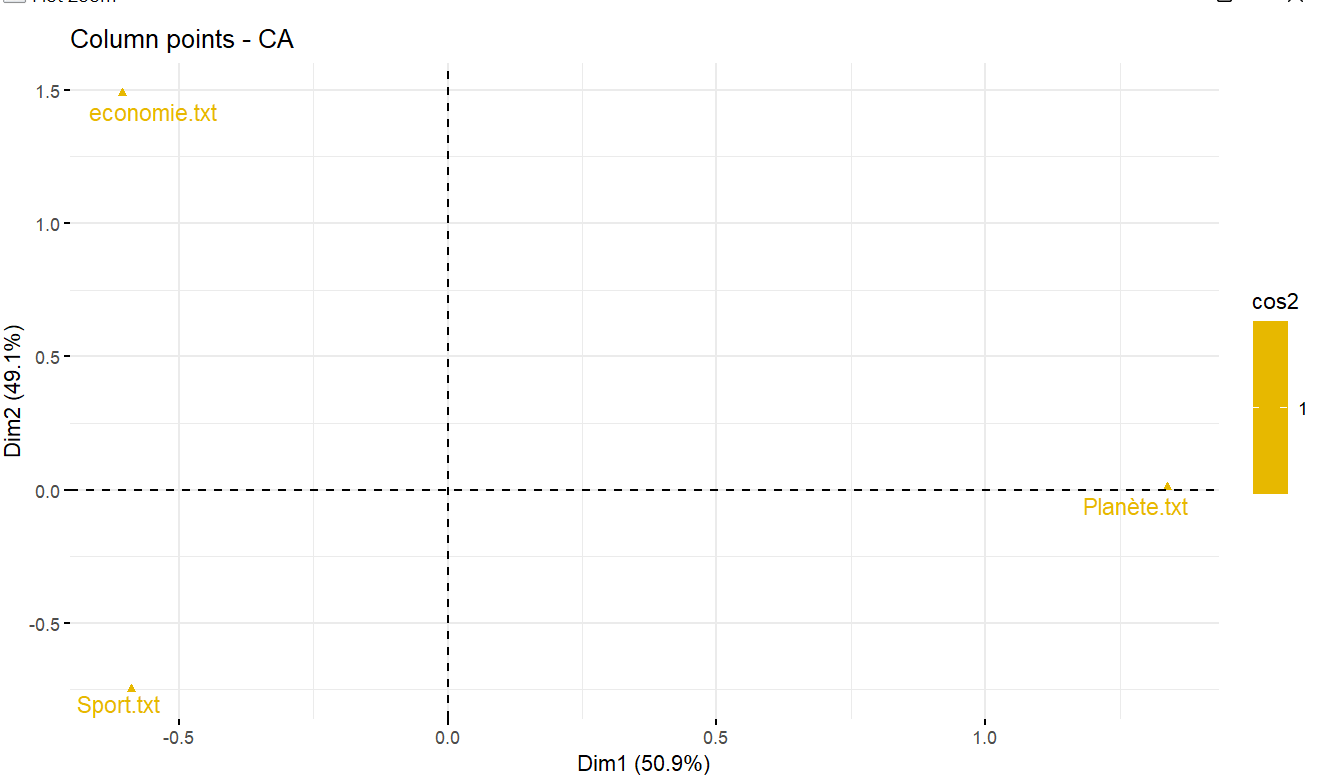 Column points - CA
1.5
economie.txt
1.0
cos2
0.5
Dim2 (49.1%)
1
0.0
Planète.txt
-0.5
Sport.txt
-0.5 0.0 0.5 1.0
Dim1 (50.9%)